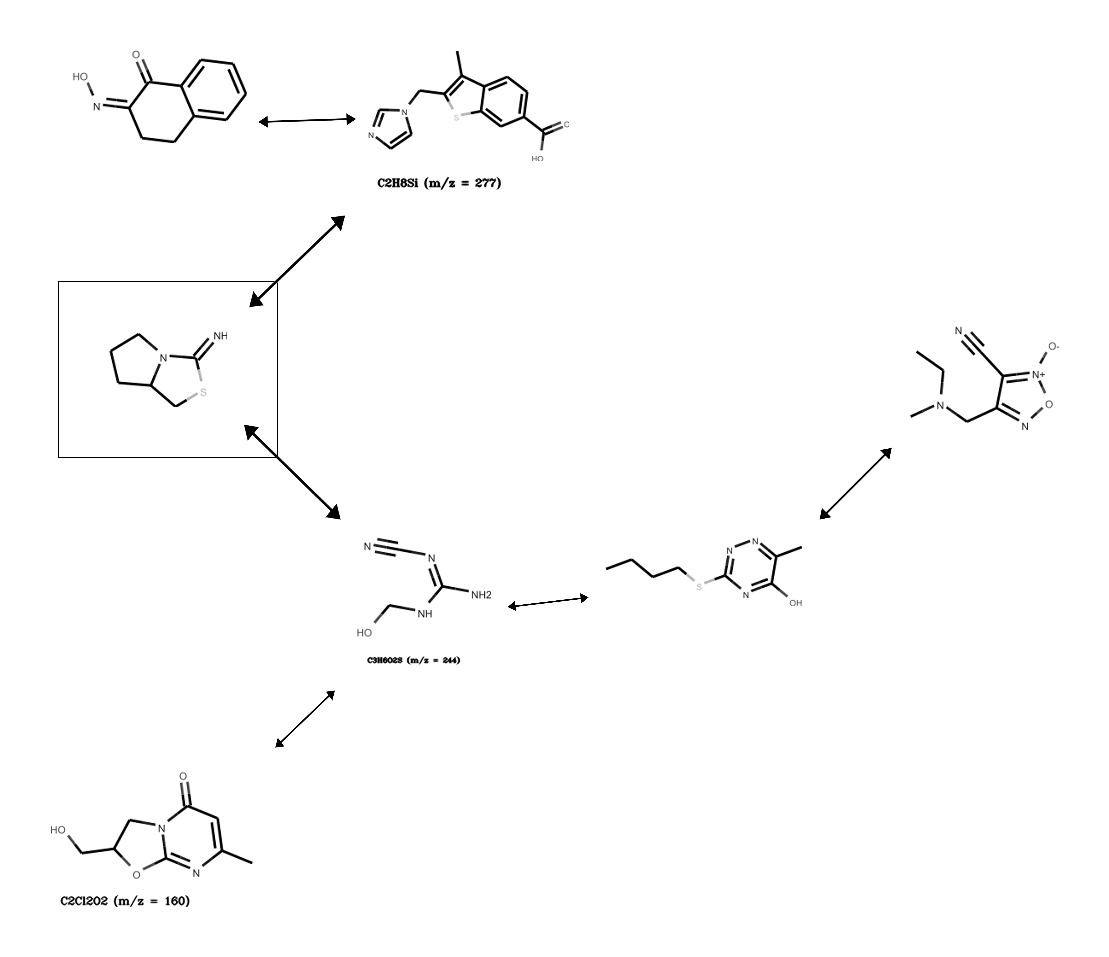 O
HO
N
N
N
S
O
HO
C2H8Si (m/z = 277)
NH
N
S
N
O-
N+
N
O
N
N
N
NH2
NH
HO
N
N
S
N
OH
C3H6O2S (m/z = 244)
O
HO
N
O
N
C2Cl2O2 (m/z = 160)